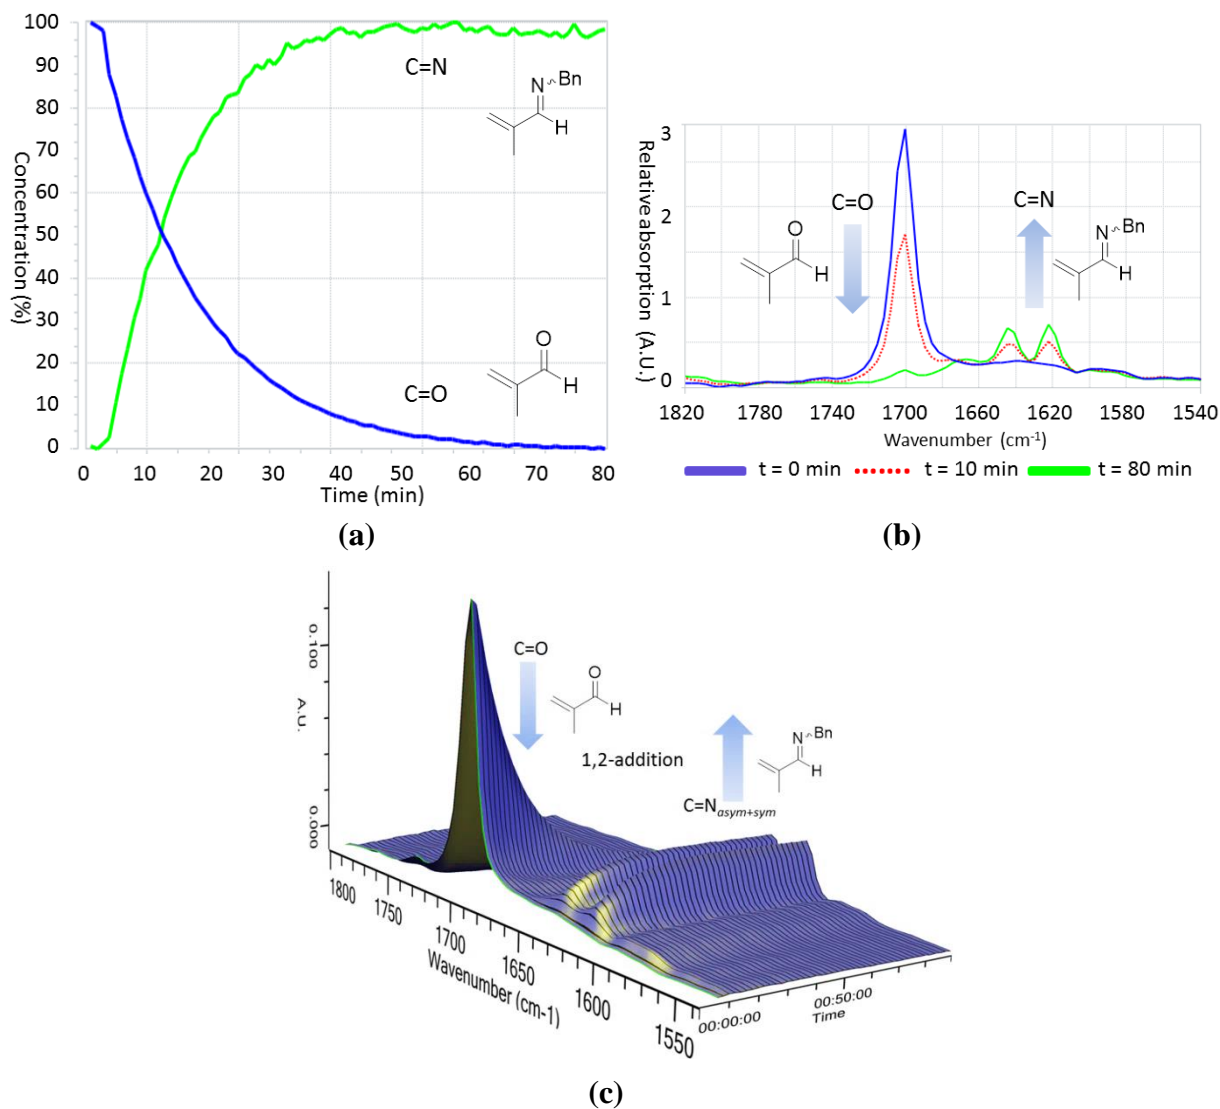 100
90
80
70
60
50
40
30
20
10
0
Concentration (%)
C=N
N
Bn
H
C=O
O
H
0
10
20
30
40
50
60
70
80
Time (min)
(a)
3
2
1
0
Relative absorption (A.U.)
C=O
O
H
C=N
N
Bn
H
1820
1780
1740
1700
1660
1620
1580
1540
Wavenumber (cm-1)
t = 0 min
t = 10 min
t = 80 min
(b)
0.100
A.U.
0.000
C=O
O
H
1,2-addition
N
Bn
H
C=Nasym+sym
1800
1750
1700
1650
1600
1550
Wavenumber (cm-1)
00:00:00
00:50:00
Time
(c)